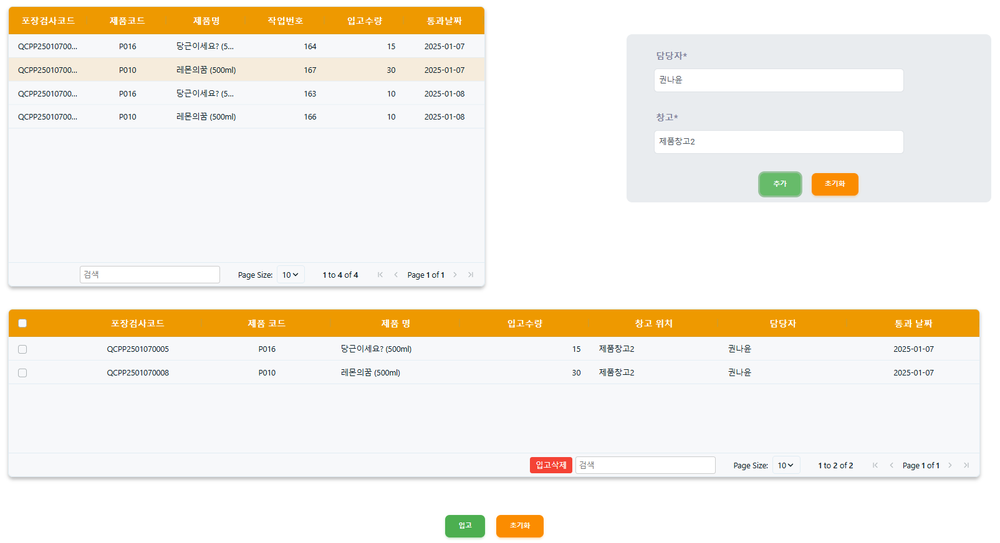 포장검사코드 제품코드 제품명 작업번호 입고수량 통과날짜
QCPP25010700... P016 당근이세요? (5... 164 15 2025-01-07
QCPP25010700... P010 레몬의꿈 (500ml) 167 30 2025-01-07
QCPP25010700... P016 당근이세요? (5... 163 10 2025-01-08
QCPP25010700... P010 레몬의꿈 (500ml) 166 10 2025-01-08
검색 Page Size: 10 1 to 4 of 4 Page 1 of 1
담당자*
권나윤
창고*
제품창고2
추가 초기화
포장검사코드 제품 코드 제품 명 입고수량 창고 위치 담당자 통과 날짜
QCPP2501070005 P016 당근이세요? (500ml) 15 제품창고2 권나윤 2025-01-07
QCPP2501070008 P010 레몬의꿈 (500ml) 30 제품창고2 권나윤 2025-01-07
입고삭제 검색 Page Size: 10 1 to 2 of 2 Page 1 of 1
입고 초기화